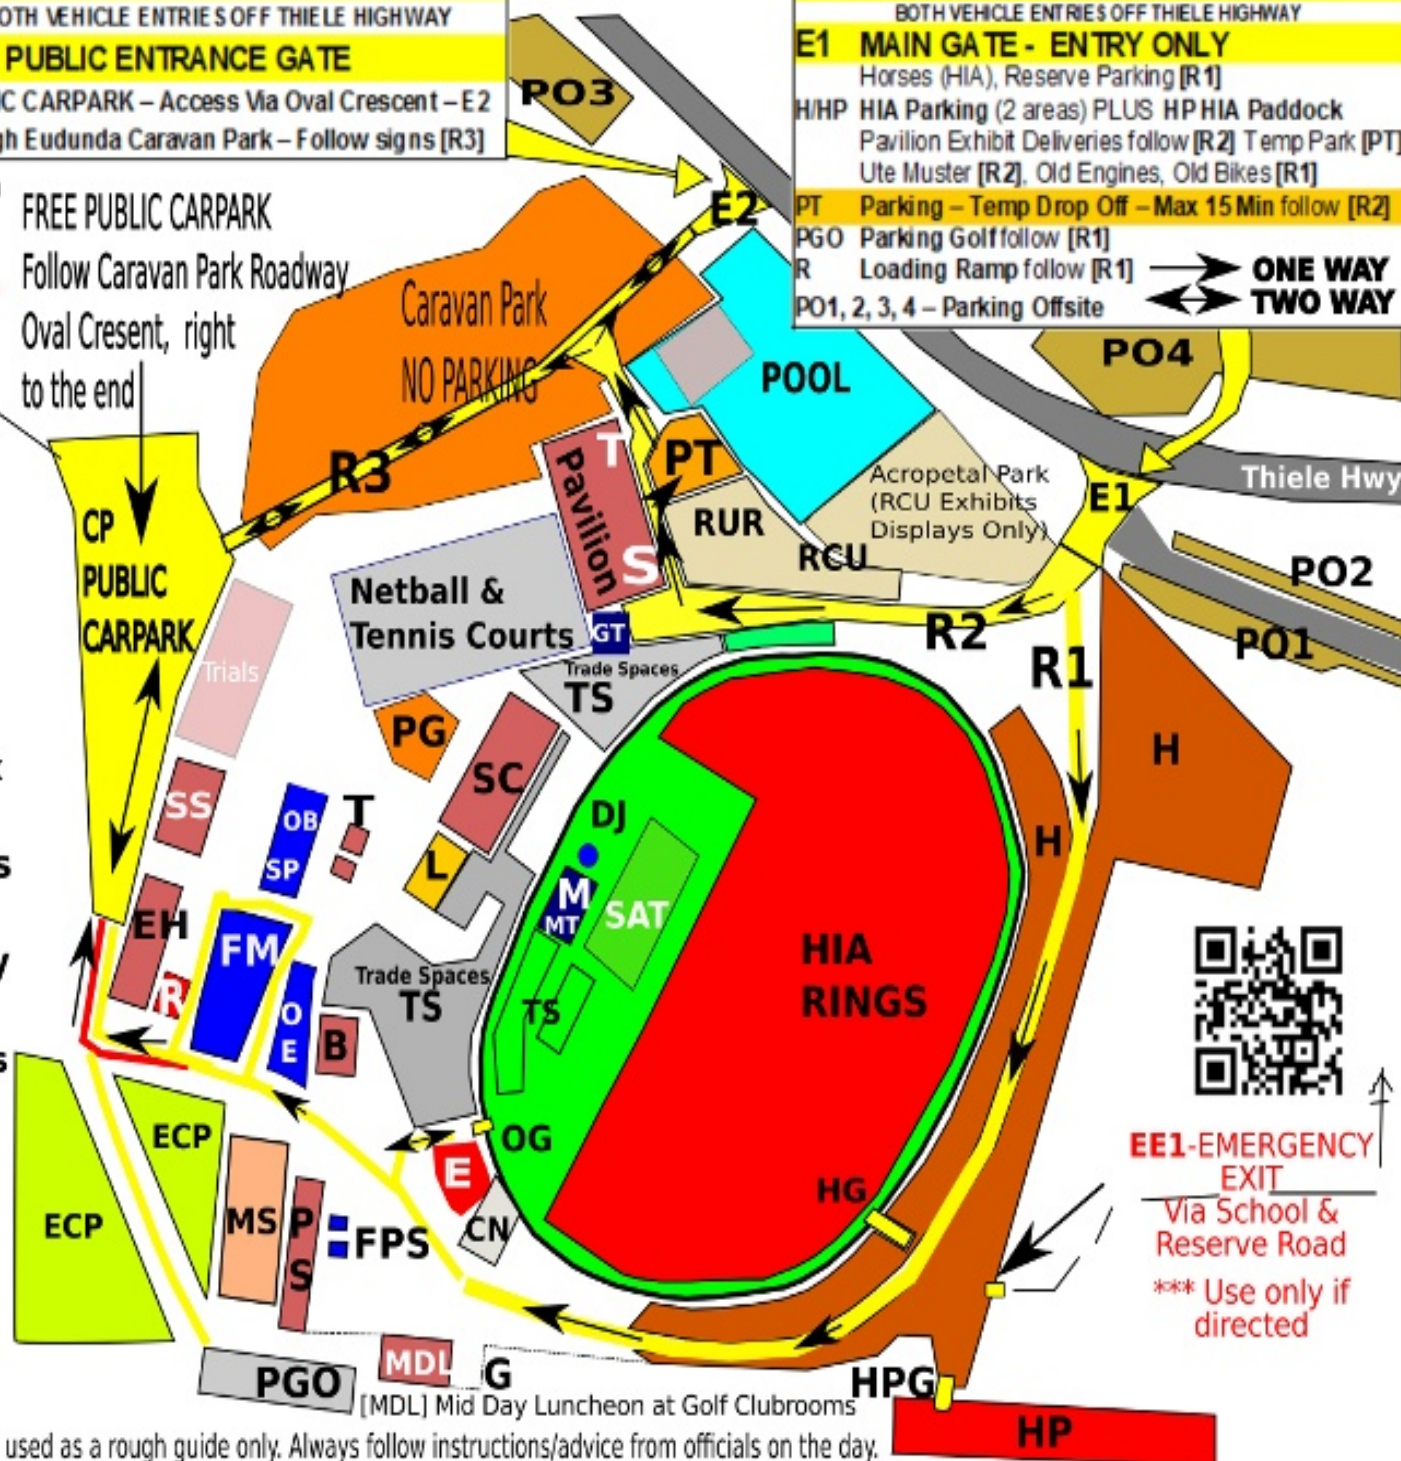 OTH VEHICLE ENTRIES OFF THIELE HIGHWAY
PUBLIC ENTRANCE GATE
IC CARPARK – Access Via Oval Crescent – E2
gh Eudunda Caravan Park – Follow signs [R3]
BOTH VEHICLE ENTRIES OFF THIELE HIGHWAY
E1 MAIN GATE - ENTRY ONLY
Horses (HIA), Reserve Parking [R1]
H/HP HIA Parking (2 areas) PLUS HP HIA Paddock
Pavilion Exhibit Deliveries follow [R2] Temp Park [PT]
Ute Muster [R2], Old Engines, Old Bikes [R1]
PT Parking – Temp Drop Off – Max 15 Min follow [R2]
PGO Parking Golf follow [R1]
R Loading Ramp follow [R1]
ONE WAY
TWO WAY
PO1, 2, 3, 4 – Parking Offsite
PO3
E2
FREE PUBLIC CARPARK
Follow Caravan Park Roadway
Oval Cresent, right
to the end
Caravan Park
NO PARKING
POOL
PO4
R3
T
Pavilion
S
PT
RUR
RCU
Acropetal Park
(RCU Exhibits
Displays Only)
E1
Thiele Hwy
PO2
PO1
CP
PUBLIC
CARPARK
Netball &
Tennis Courts
GT
Trade Spaces
TS
R2
R1
Trials
PG
SC
H
H
SS
OB
SP
T
L
DJ
M
MT
SAT
EH
FM
R
O
E
B
Trade Spaces
TS
TS
HIA
RINGS
ECP
ECP
MS
P
S
FPS
E
CN
OG
HG
EE1-EMERGENCY
EXIT
Via School &
Reserve Road
*** Use only if
directed
PGO
MDL
G
HPG
HP
[MDL] Mid Day Luncheon at Golf Clubrooms
used as a rough guide only. Always follow instructions/advice from officials on the day.